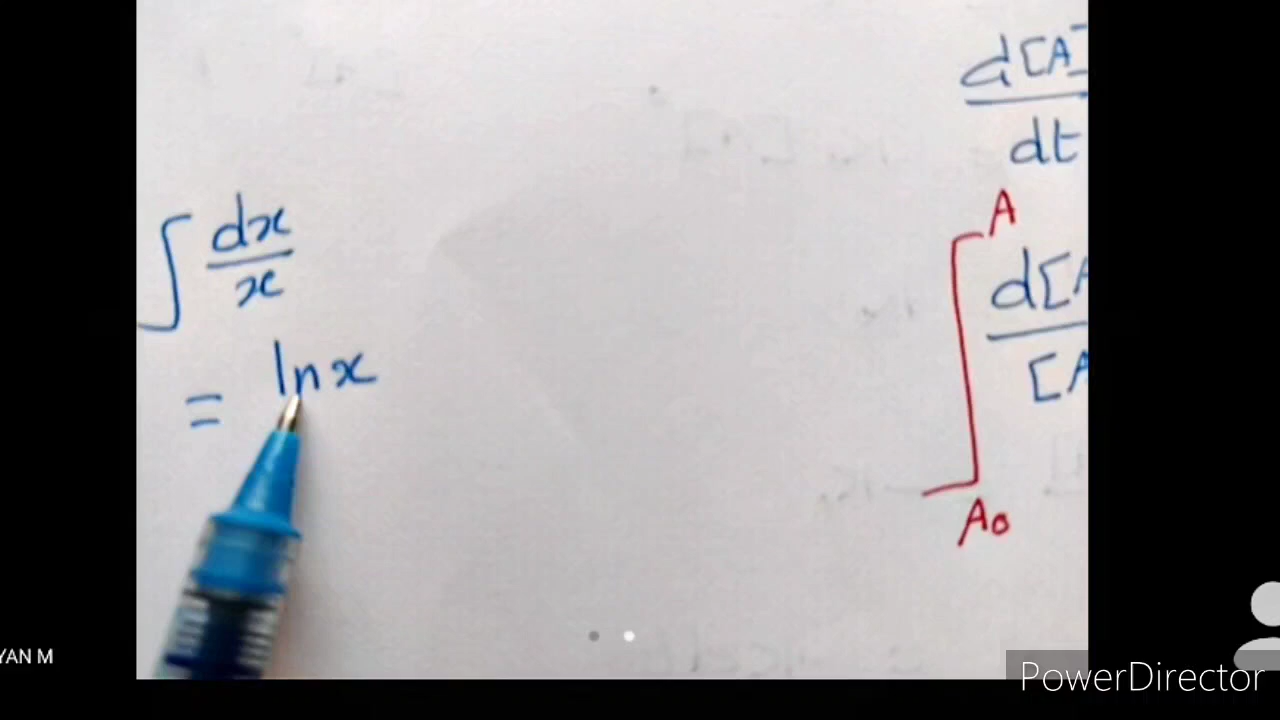 ∫ dx/x
= ln x
d[A]
dt
∫ A
d[A
[A
A0
YAN M
PowerDirector